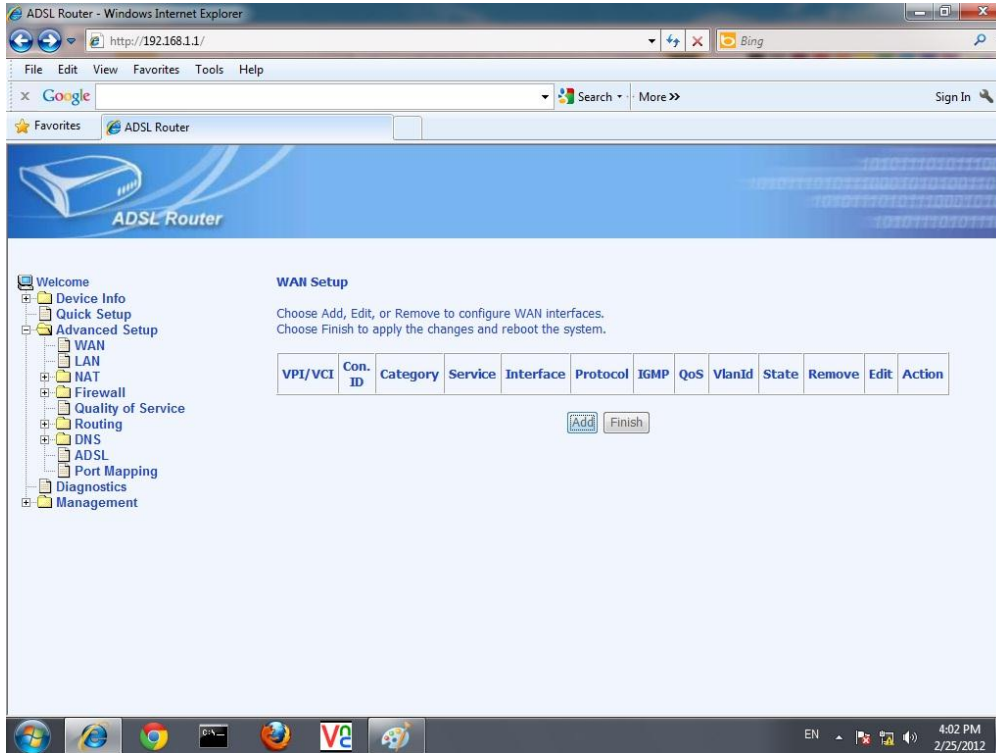 ADSL Router - Windows Internet Explorer
http://192.168.1.1/
Bing
File Edit View Favorites Tools Help
x Google
Search
More »
Sign In
Favorites
ADSL Router
ADSL Router
Welcome
Device Info
Quick Setup
Advanced Setup
WAN
LAN
NAT
Firewall
Quality of Service
Routing
DNS
ADSL
Port Mapping
Diagnostics
Management
WAN Setup
Choose Add, Edit, or Remove to configure WAN interfaces.
Choose Finish to apply the changes and reboot the system.
VPI/VCI Con. ID Category Service Interface Protocol IGMP QoS VlanId State Remove Edit Action
Add Finish
EN
4:02 PM
2/25/2012